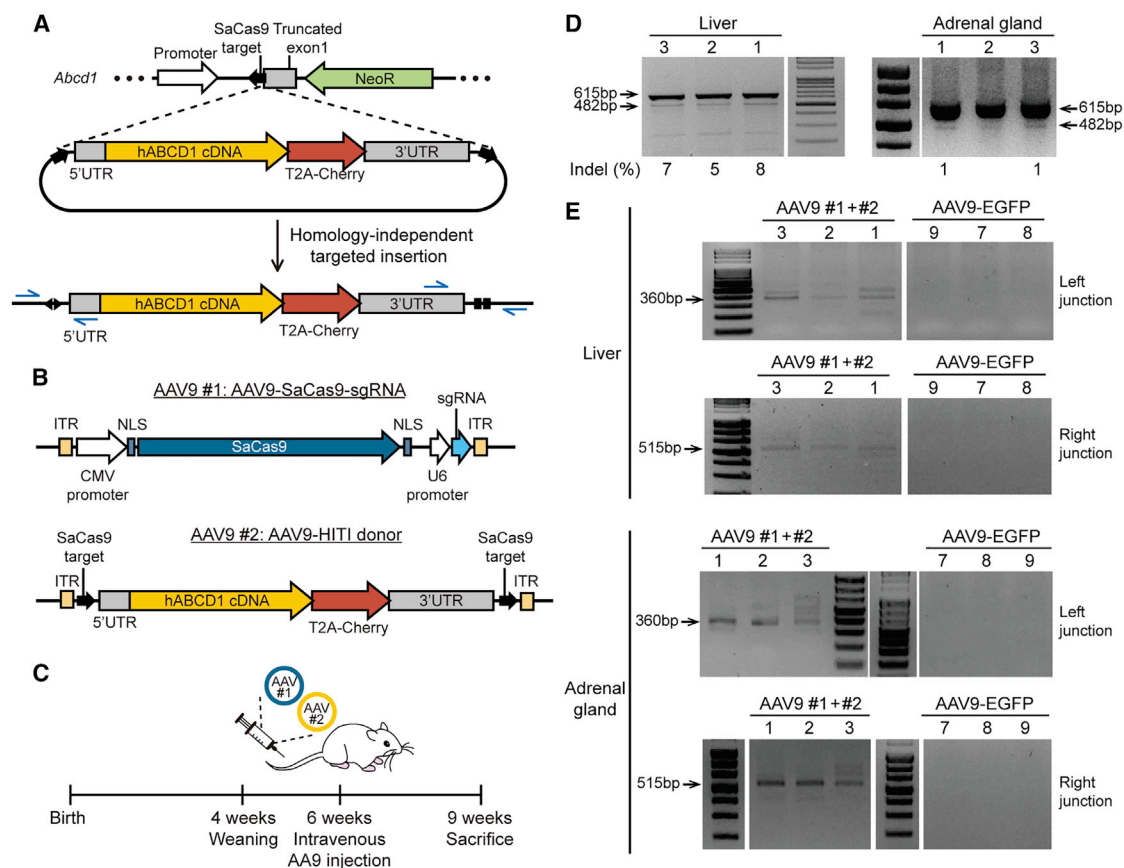 A
Promoter
SaCas9
target
Truncated
exon1
Abcd1
NeoR
hABCD1 cDNA
3'UTR
5'UTR
T2A-Cherry
Homology-independent
targeted insertion
hABCD1 cDNA
3'UTR
5'UTR
T2A-Cherry
B
AAV9 #1: AAV9-SaCas9-sgRNA
sgRNA
ITR
NLS
NLS
ITR
SaCas9
CMV
promoter
U6
promoter
SaCas9
target
AAV9 #2: AAV9-HITI donor
SaCas9
target
ITR
ITR
hABCD1 cDNA
3'UTR
5'UTR
T2A-Cherry
C
AAV
#1
AAV
#2
Birth
4 weeks
Weaning
6 weeks
Intravenous
AA9 injection
9 weeks
Sacrifice
D
Liver
3 2 1
615bp
482bp
Indel (%) 7 5 8
Adrenal gland
1 2 3
615bp
482bp
1 1
E
Liver
AAV9 #1+#2
3 2 1
AAV9-EGFP
9 7 8
360bp
Left
junction
AAV9 #1+#2
3 2 1
AAV9-EGFP
9 7 8
515bp
Right
junction
Adrenal
gland
AAV9 #1+#2
1 2 3
AAV9-EGFP
7 8 9
360bp
Left
junction
AAV9 #1+#2
1 2 3
AAV9-EGFP
7 8 9
515bp
Right
junction